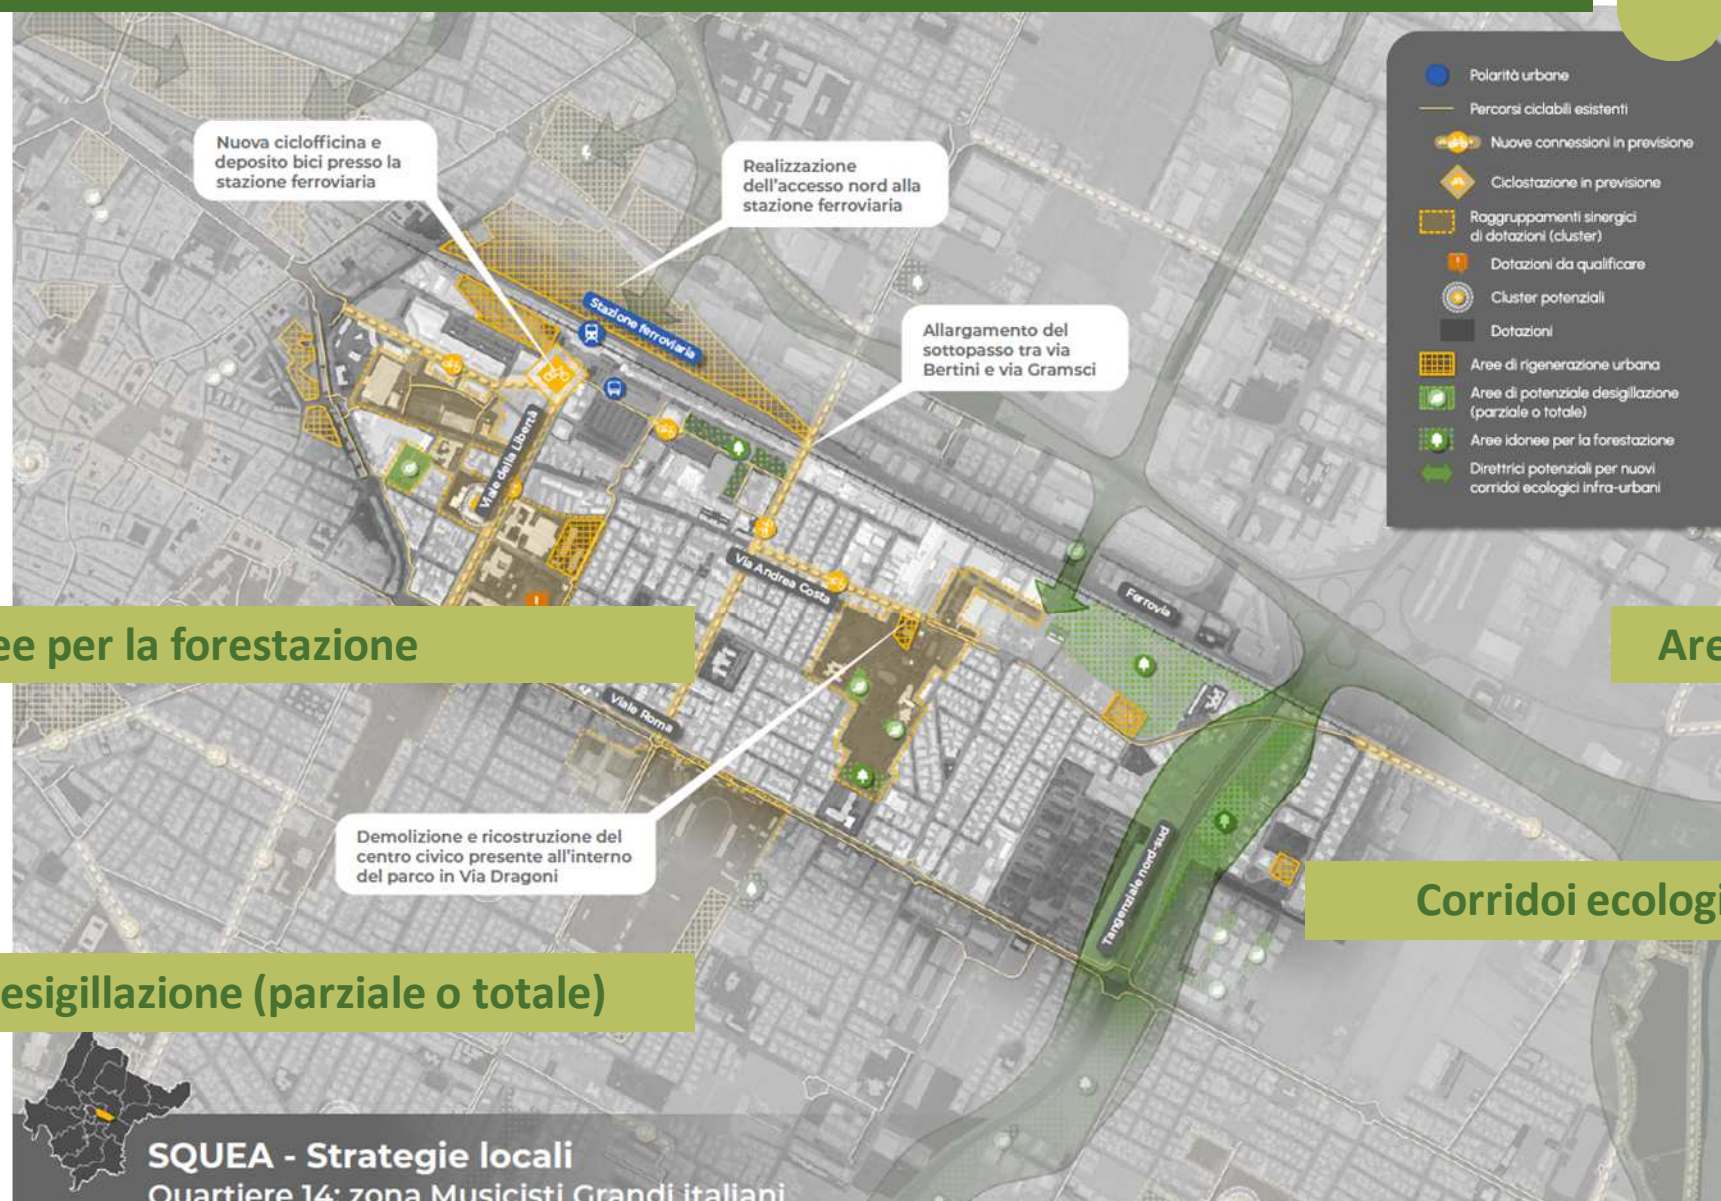 Polarità urbane
Percorsi ciclabili esistenti
Nuove connessioni in previsione
Ciclostazione in previsione
Raggruppamenti sinergici
di dotazioni (cluster)
Dotazioni da qualificare
Cluster potenziali
Dotazioni
Aree di rigenerazione urbana
Aree di potenziale desigillazione
(parziale o totale)
Aree idonee per la forestazione
Direttrici potenziali per nuovi
corridoi ecologici infra-urbani
Nuova ciclofficina e
deposito bici presso la
stazione ferroviaria
Realizzazione
dell'accesso nord alla
stazione ferroviaria
Stazione ferroviaria
Allargamento del
sottopasso tra via
Bertini e via Gramsci
Viale della Libertà
Via Andrea Costa
Ferrovia
ee per la forestazione
Are
Viale Roma
Demolizione e ricostruzione del
centro civico presente all'interno
del parco in Via Dragoni
Tangenziale nord-sud
Corridoi ecologi
esigillazione (parziale o totale)
SQUEA - Strategie locali
Quartiere 14: zona Musicisti Grandi italiani